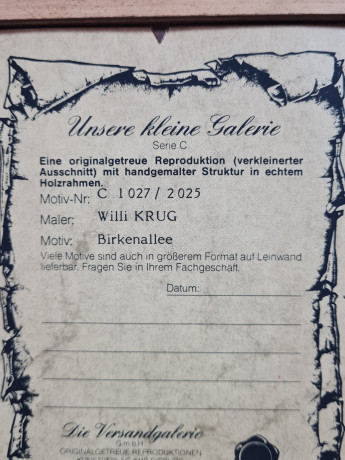 Unsere kleine Galerie
Serie C
Eine originalgetreue Reproduktion (verkleinerter
Ausschnitt) mit handgemalter Struktur in echtem
Holzrahmen.
Motiv-Nr: C 1027/2025
Maler: Willi KRUG
Motiv: Birkenallee
Viele Motive sind auch in größerem Format auf Leinwand
lieferbar. Fragen Sie in Ihrem Fachgeschäft.
Datum:
Die Versandgalerie
G.m.b.H.
ORIGINALGETREUE REPRODUKTIONEN